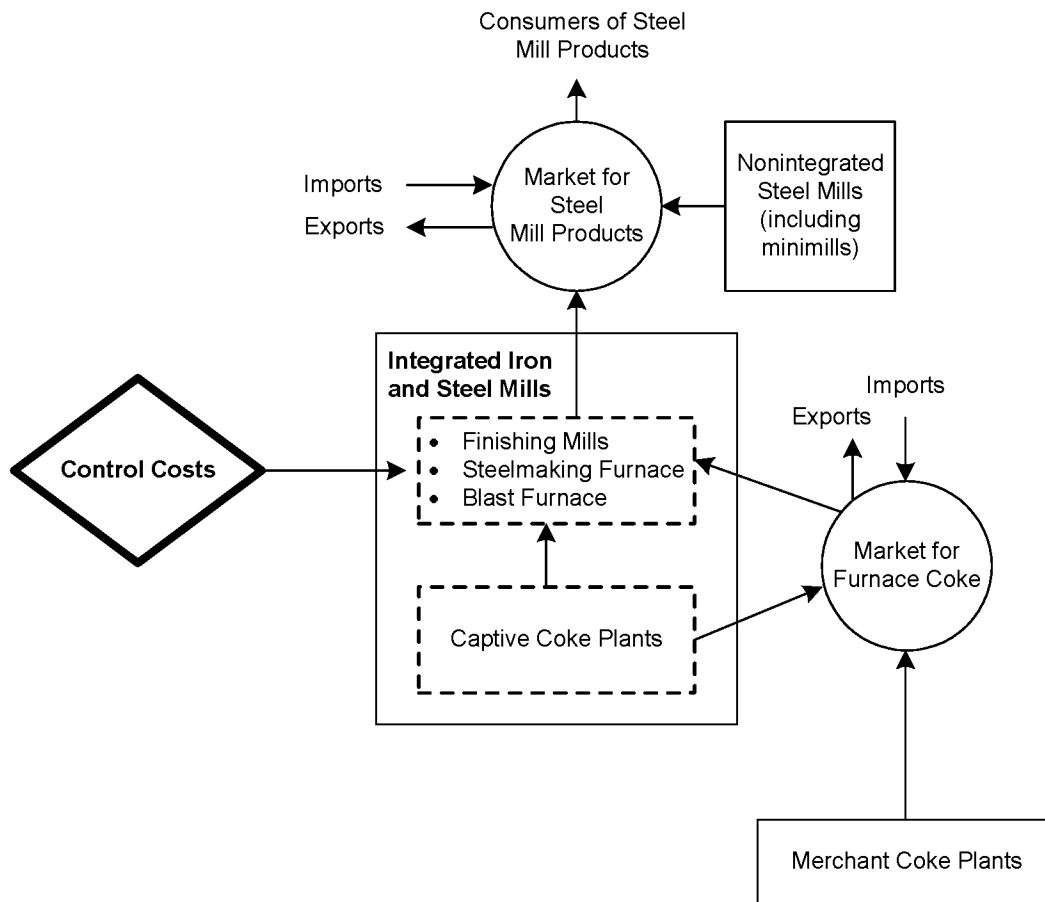 Consumers of Steel
Mill Products
Market for
Steel
Mill Products
Imports
Exports
Nonintegrated
Steel Mills
(including
minimills)
Integrated Iron
and Steel Mills
Control Costs
• Finishing Mills
• Steelmaking Furnace
• Blast Furnace
Captive Coke Plants
Imports
Exports
Market for
Furnace Coke
Merchant Coke Plants